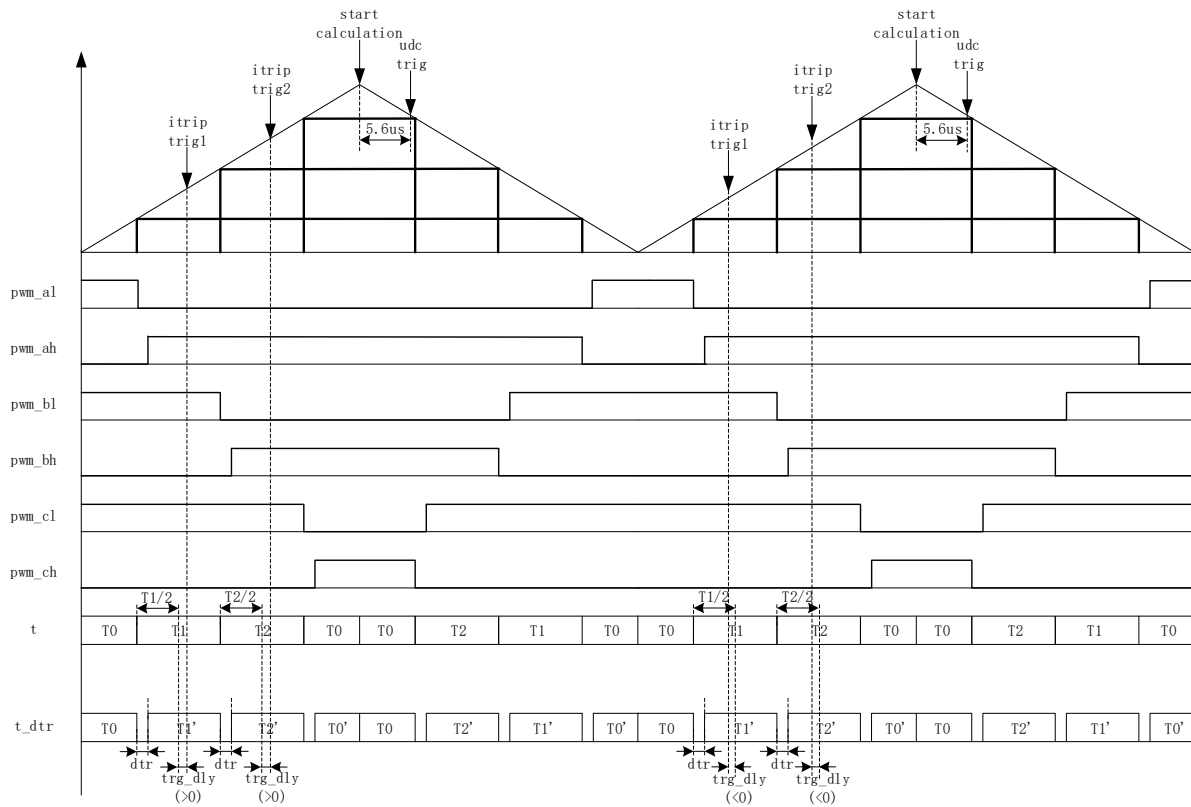 start
calculation
udc
trig
itrip
trig2
itrip
trig1
5.6us
start
calculation
udc
trig
itrip
trig2
itrip
trig1
5.6us
pwm_al
pwm_ah
pwm_bl
pwm_bh
pwm_cl
pwm_ch
T1/2 T2/2 T1/2 T2/2
t T0 T1 T2 T0 T0 T2 T1 T0 T0 T1 T2 T0 T0 T2 T1 T0
t_dtr T0 T1' T2' T0' T0 T2' T1' T0' T0 T1' T2' T0' T0 T2' T1' T0'
dtr dtr dtr dtr
trg_dly trg_dly trg_dly trg_dly
(>0) (>0) (<0) (<0)